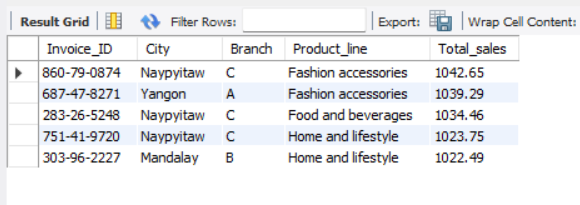 Result Grid Filter Rows: Export: Wrap Cell Content:
Invoice_ID City Branch Product_line Total_sales
860-79-0874 Naypyitaw C Fashion accessories 1042.65
687-47-8271 Yangon A Fashion accessories 1039.29
283-26-5248 Naypyitaw C Food and beverages 1034.46
751-41-9720 Naypyitaw C Home and lifestyle 1023.75
303-96-2227 Mandalay B Home and lifestyle 1022.49